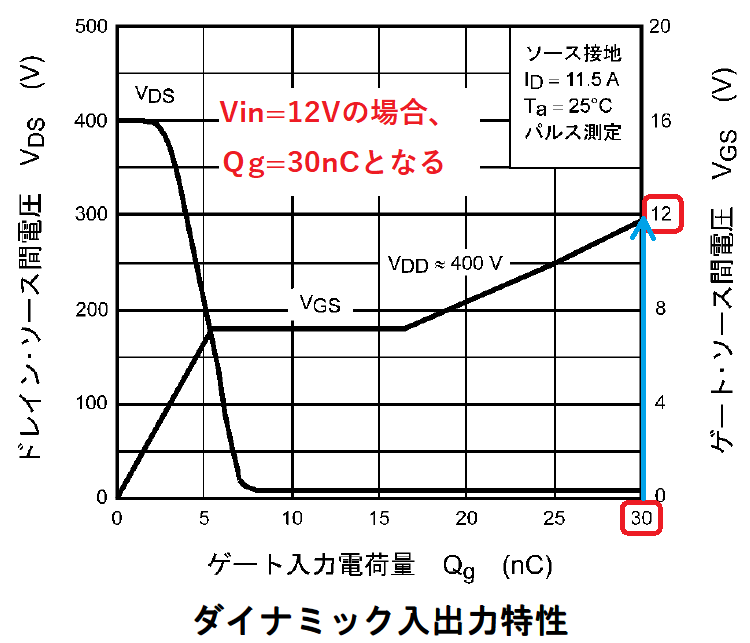 500
400
300
200
100
0
ドレイン・ソース間電圧 VDS (V)
VDS
Vin=12Vの場合、
Qg=30nCとなる
ソース接地
ID = 11.5 A
Ta = 25°C
パルス測定
VDD ≈ 400 V
VGS
20
16
12
8
4
0
ゲート・ソース間電圧 VGS (V)
0 5 10 15 20 25 30
ゲート入力電荷量 Qg (nC)
ダイナミック入出力特性